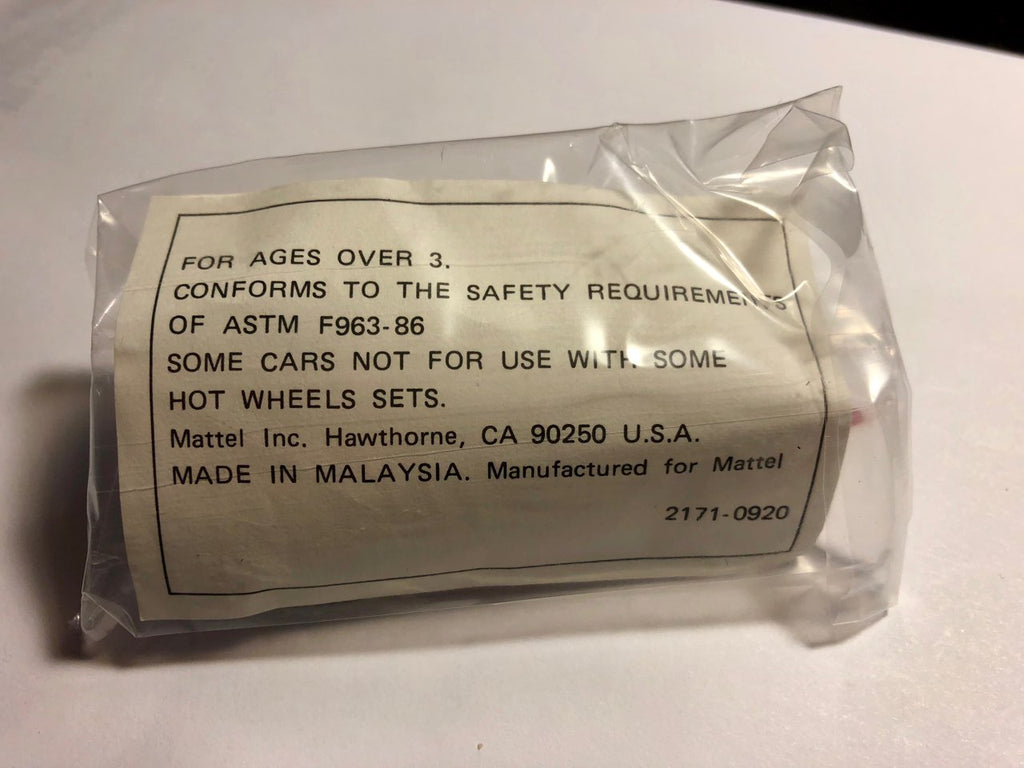 FOR AGES OVER 3.
CONFORMS TO THE SAFETY REQUIREMENTS
OF ASTM F963-86
SOME CARS NOT FOR USE WITH SOME
HOT WHEELS SETS.
Mattel Inc. Hawthorne, CA 90250 U.S.A.
MADE IN MALAYSIA. Manufactured for Mattel
2171-0920